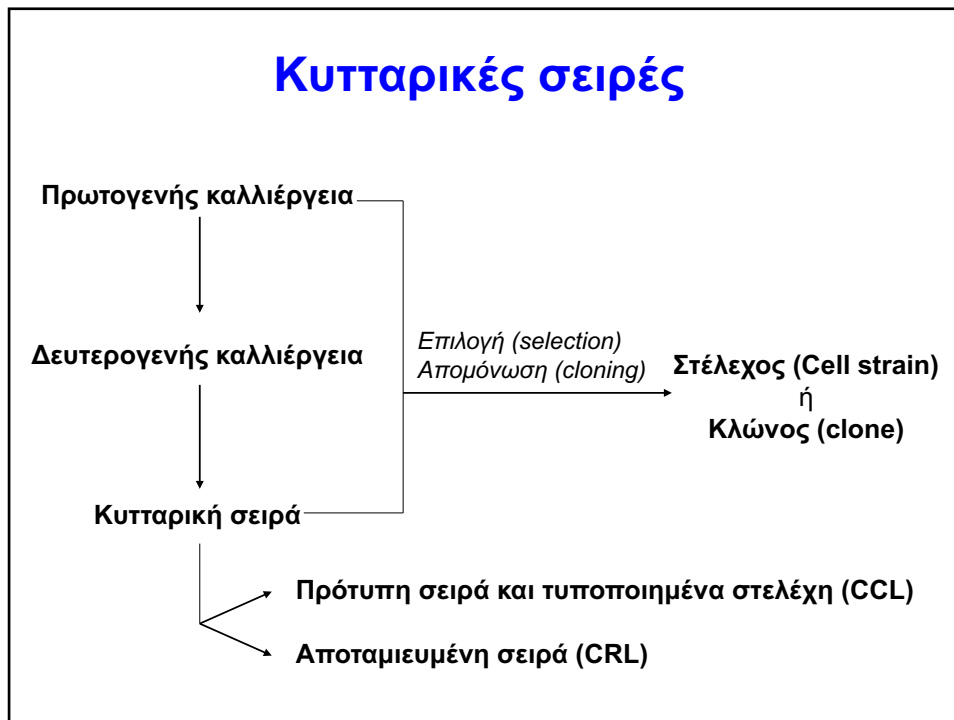 Κυτταρικές σειρές
Πρωτογενής καλλιέργεια
Δευτερογενής καλλιέργεια
Επιλογή (selection)
Απομόνωση (cloning)
Στέλεχος (Cell strain)
ή
Κλώνος (clone)
Κυτταρική σειρά
Πρότυπη σειρά και τυποποιημένα στελέχη (CCL)
Αποταμιευμένη σειρά (CRL)